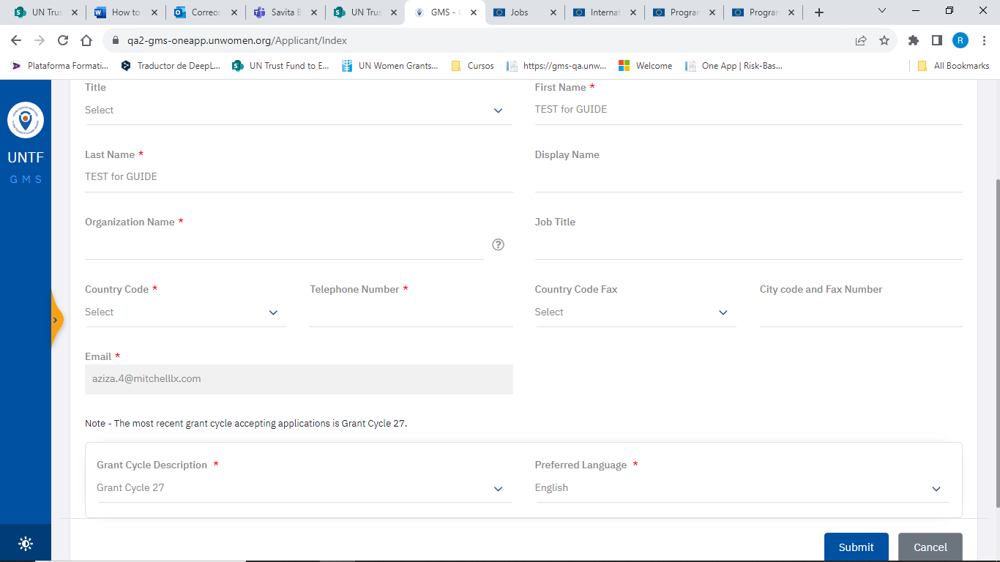 UN Trus
How to
Correo:
Savita B
UN Trus
GMS - 
Jobs
Internat
Program
Program
qa2-gms-oneapp.unwomen.org/Applicant/Index
R
Plataforma Formati...
Traductor de DeepL...
UN Trust Fund to E...
UN Women Grants...
Cursos
https://gms-qa.unw...
Welcome
One App | Risk-Bas...
All Bookmarks
UNTF
GMS
Title
First Name *
Select
TEST for GUIDE
Last Name *
Display Name
TEST for GUIDE
Organization Name *
Job Title
Country Code *
Telephone Number *
Country Code Fax
City code and Fax Number
Select
Select
Email *
aziza.4@mitchelllx.com
Note - The most recent grant cycle accepting applications is Grant Cycle 27.
Grant Cycle Description *
Preferred Language *
Grant Cycle 27
English
Submit
Cancel